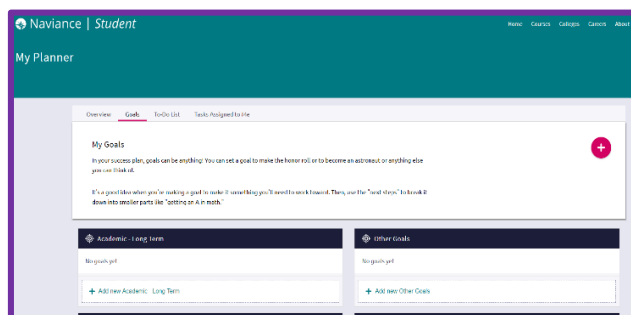 Naviance | Student
Home Courses Colleges Careers About
My Planner
Overview Goals To-Do List Tasks Assigned to Me
My Goals
In your success plan, goals can be anything! You can set a goal to make the honor roll or to become an astronaut or anything else
you can think of.
It's a good idea when you're making a goal to make it something you'll need to work toward. Then, use the "next steps" to break it
down into smaller parts like "getting an A in math."
Academic - Long Term
No goals yet
+ Add new Academic - Long Term
Other Goals
No goals yet
+ Add new Other Goals